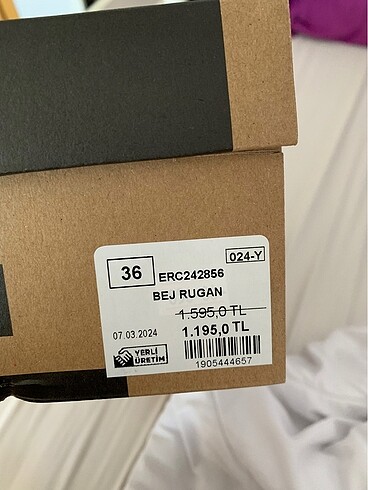 024-Y
36
ERC242856
BEJ RUGAN
1.595,0 TL
07.03.2024
1.195,0 TL
YERLİ
ÜRETİM
1905444657